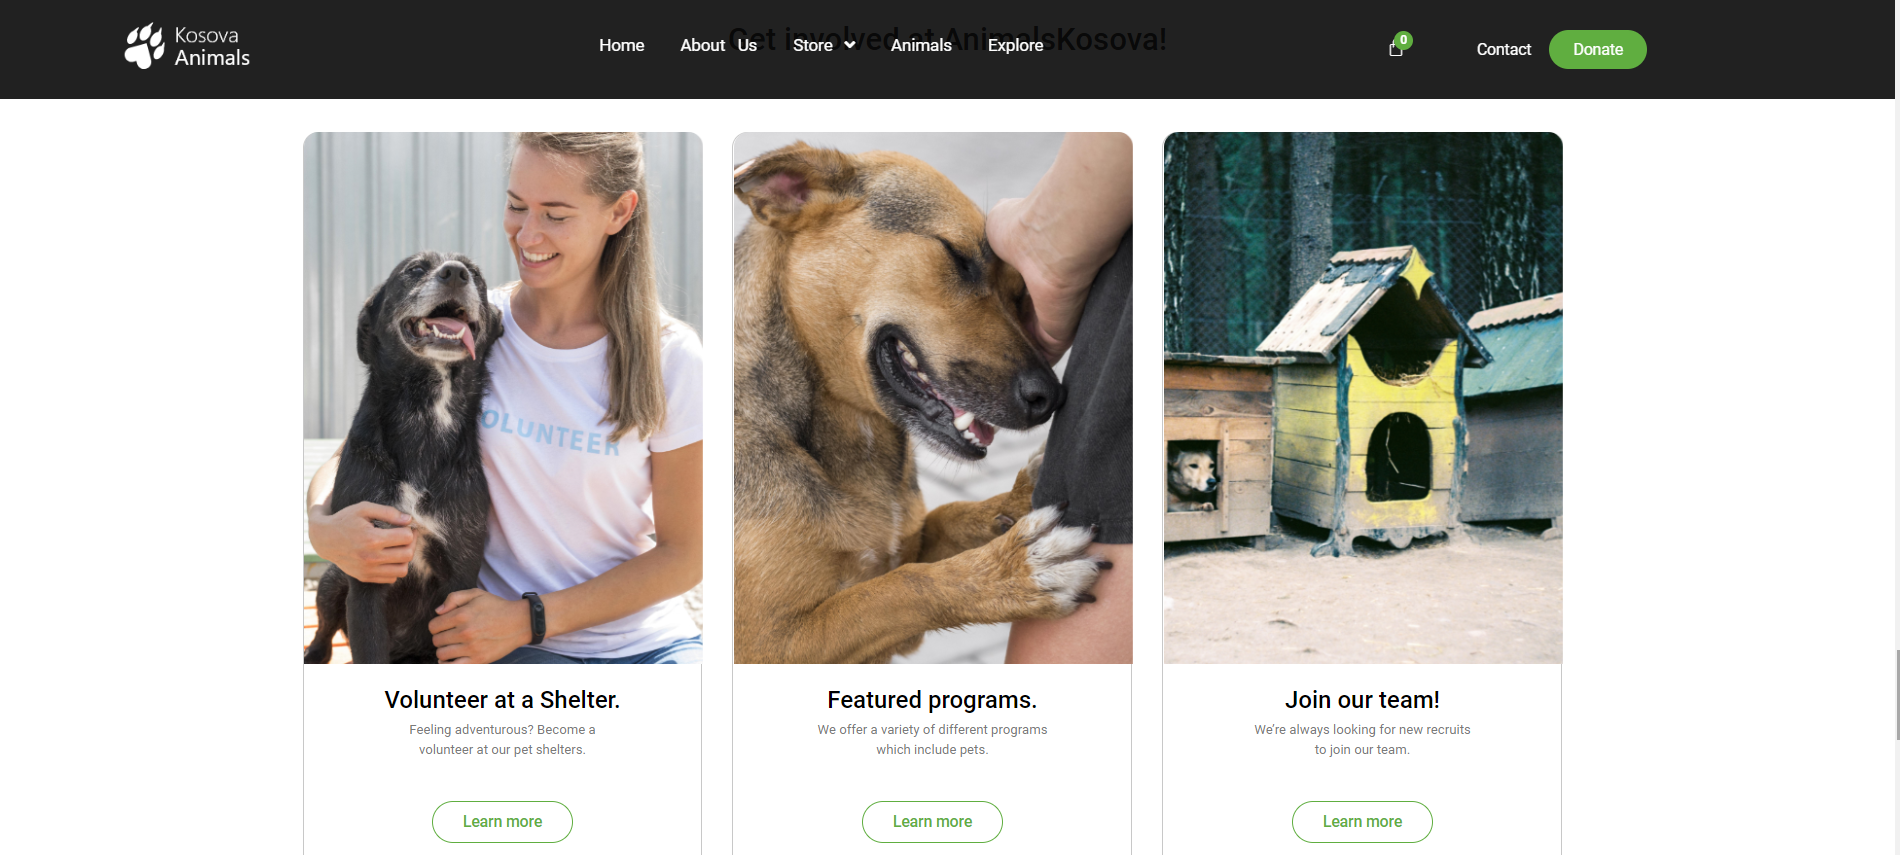 Kosova
Animals
Home
About Us
Store
Animals
Explore
Get involved at AnimalsKosova!
0
Contact
Donate
OLUNTEER
Volunteer at a Shelter.
Feeling adventurous? Become a
volunteer at our pet shelters.
Learn more
Featured programs.
We offer a variety of different programs
which include pets.
Learn more
Join our team!
We're always looking for new recruits
to join our team.
Learn more